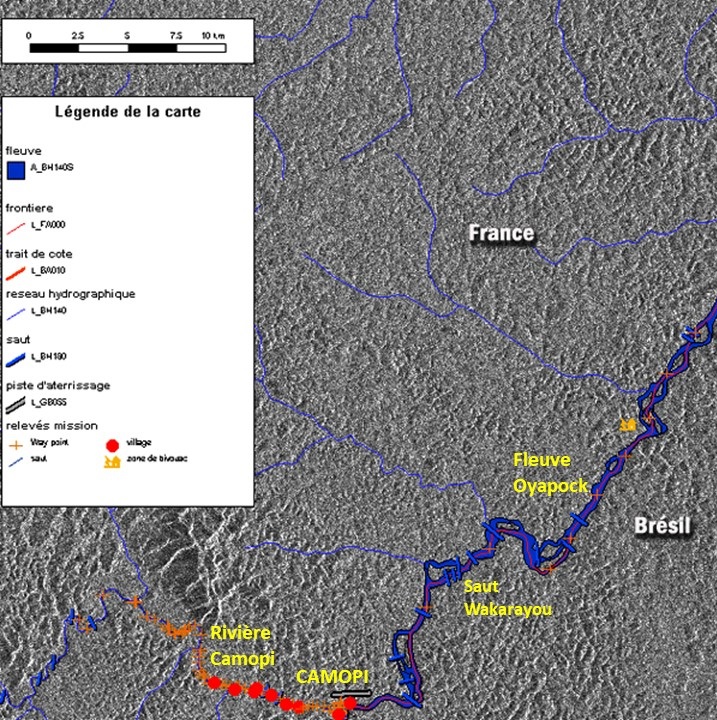 0 2.5 5 7.5 10 km
Légende de la carte
fleuve
A_BH140S
frontiere
L_FA000
trait de cote
L_BA010
reseau hydrographique
L_BH140
saut
L_BH180
piste d'aterrissage
L_GB055
relevés mission
Way point
village
saut
zone de bivouac
France
Fleuve
Oyapock
Brésil
Saut
Wakarayou
Rivière
Camopi
CAMOPI